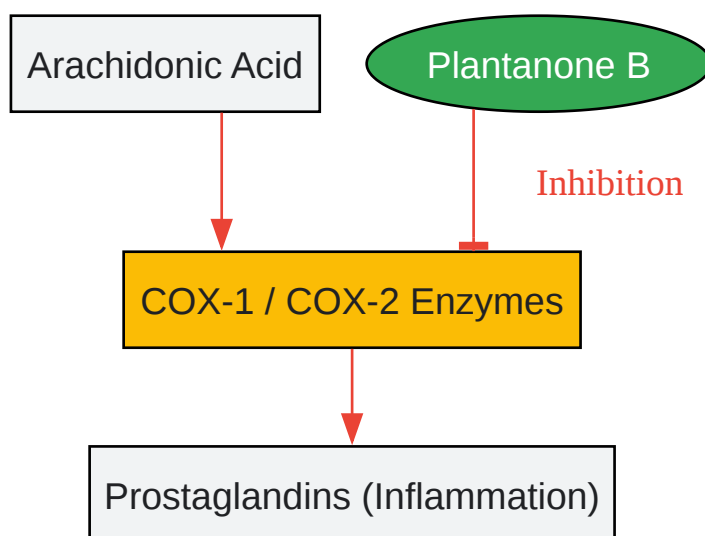 Arachidonic Acid
Plantanone B
Inhibition
COX-1 / COX-2 Enzymes
Prostaglandins (Inflammation)